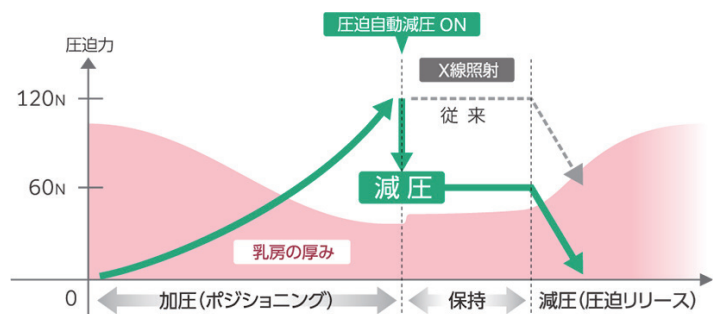 圧迫自動減圧 ON
圧迫力
X線照射
120N
従来
60N
減圧
乳房の厚み
0
加圧(ポジショニング)
保持
減圧(圧迫リリース)